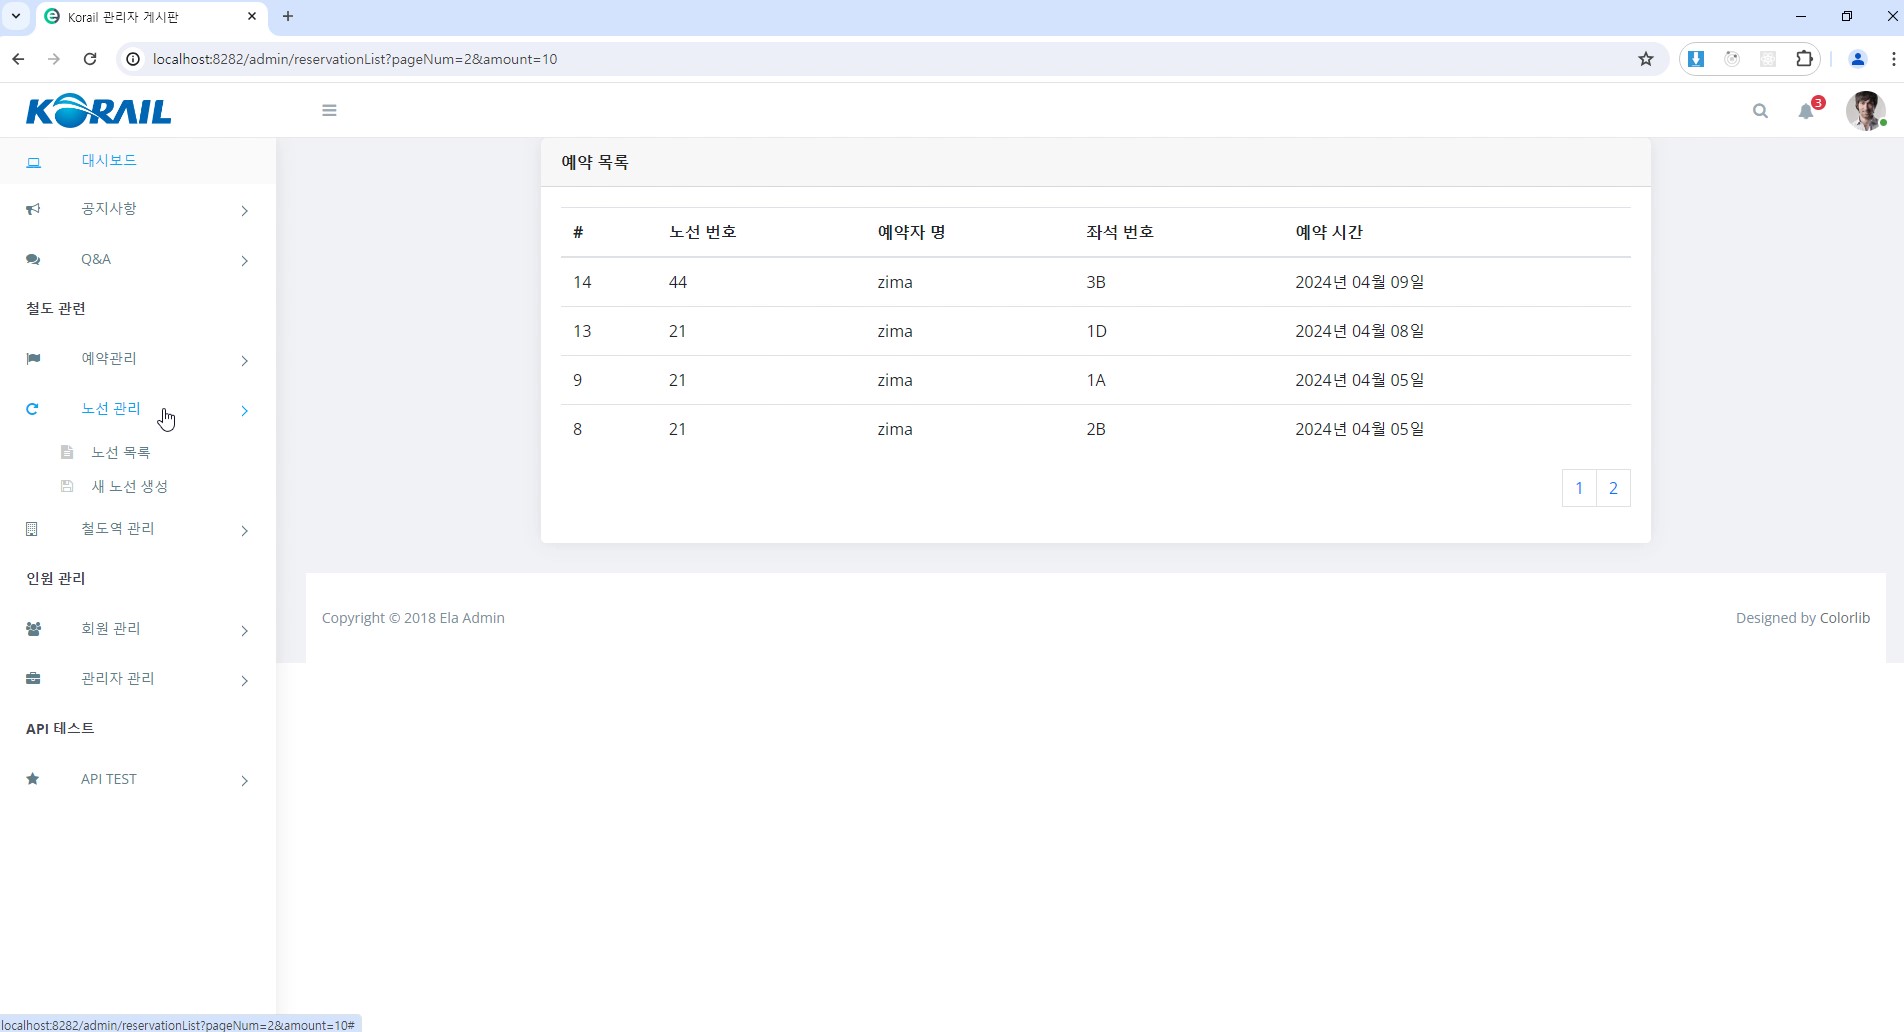 Korail 관리자 게시판
localhost:8282/admin/reservationList?pageNum=2&amount=10
KORAIL
3
대시보드
공지사항
Q&A
철도 관련
예약관리
노선 관리
노선 목록
새 노선 생성
철도역 관리
인원 관리
회원 관리
관리자 관리
API 테스트
API TEST
예약 목록
# 노선 번호 예약자 명 좌석 번호 예약 시간
14 44 zima 3B 2024년 04월 09일
13 21 zima 1D 2024년 04월 08일
9 21 zima 1A 2024년 04월 05일
8 21 zima 2B 2024년 04월 05일
1 2
Copyright © 2018 Ela Admin
Designed by Colorlib
localhost:8282/admin/reservationList?pageNum=2&amount=10#